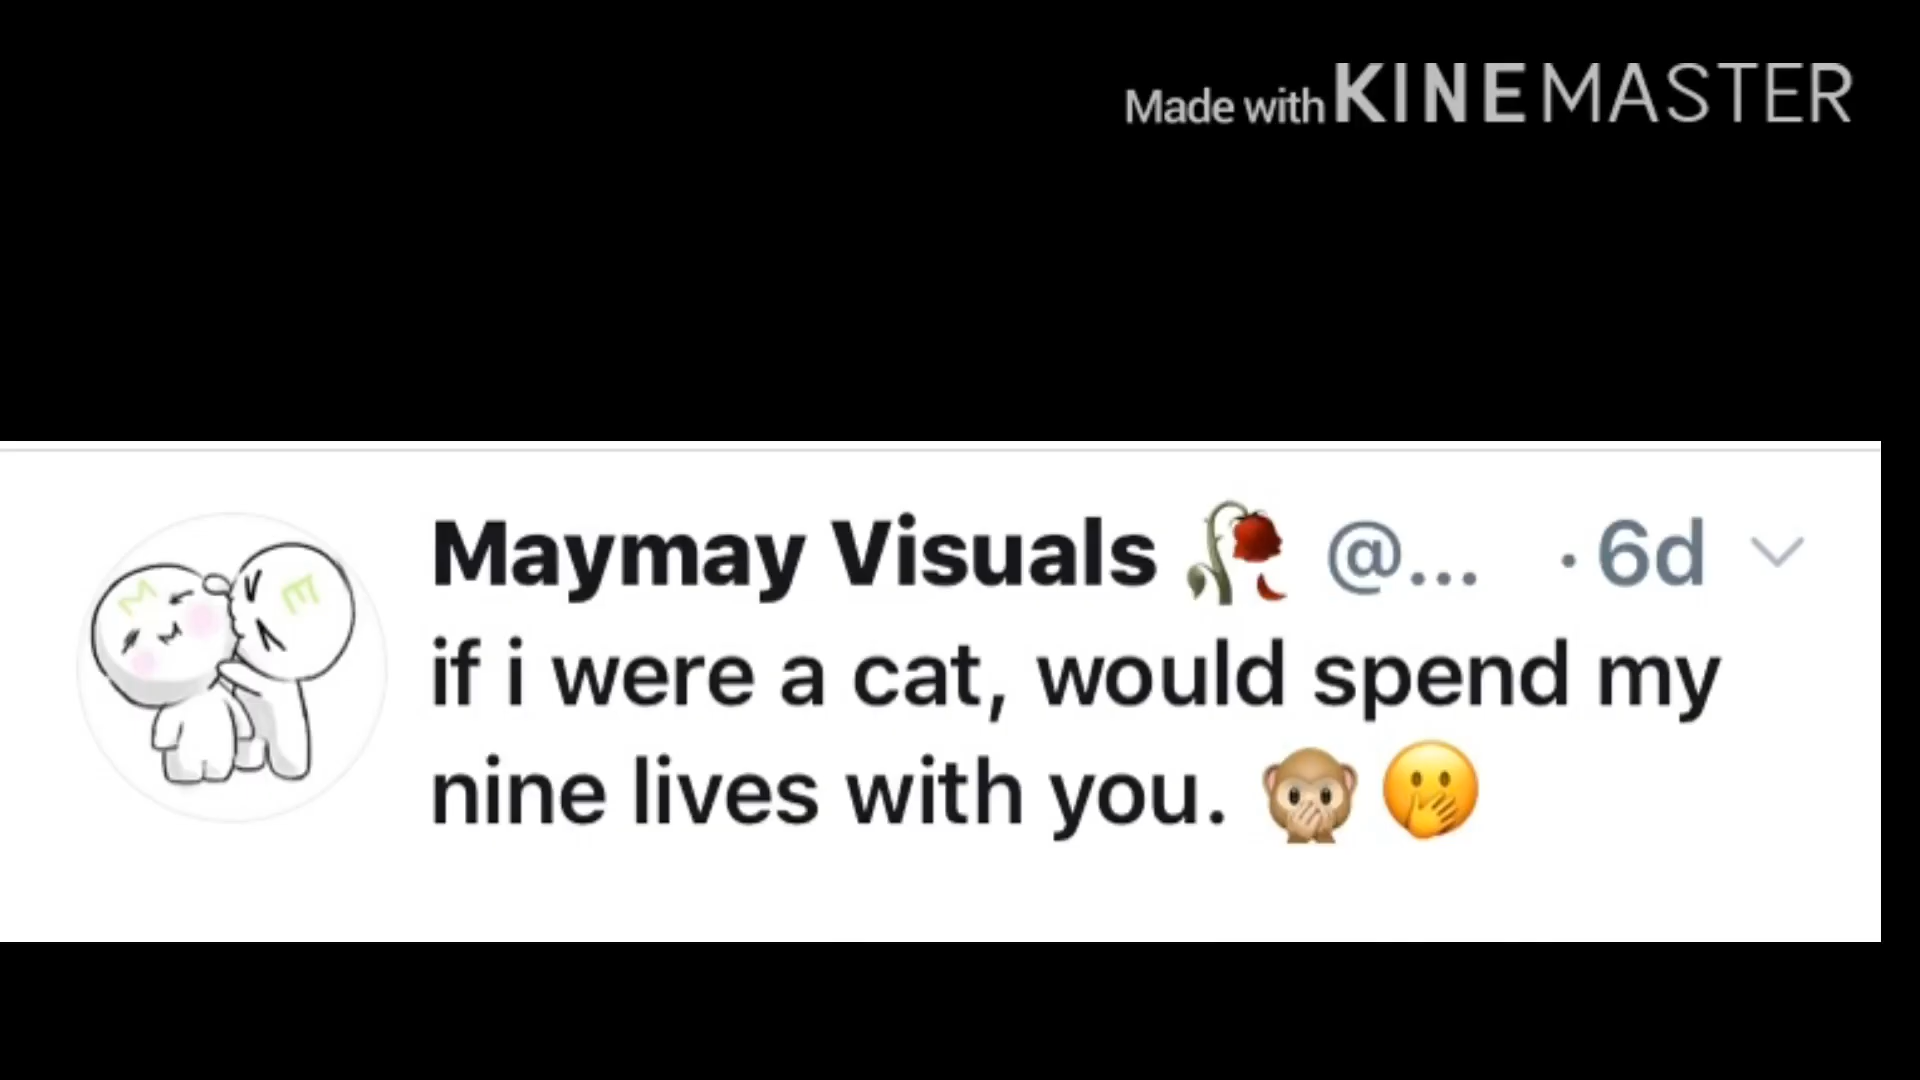 Made with KINEMASTER
Maymay Visuals 🥀 @... · 6d
if i were a cat, would spend my
nine lives with you. 🙊 🤭
M E